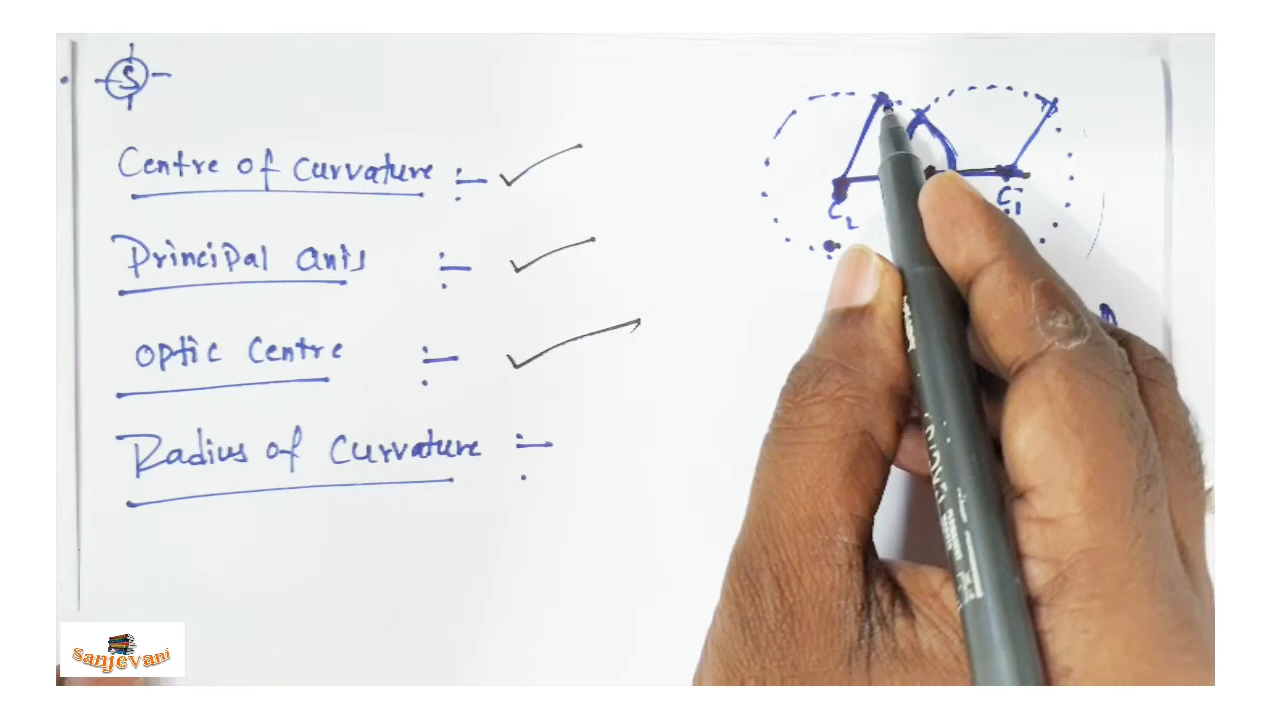 S
Centre of Curvature :-
Principal axis :-
Optic Centre :-
Radius of Curvature :-
C2
C1
Sanjevani